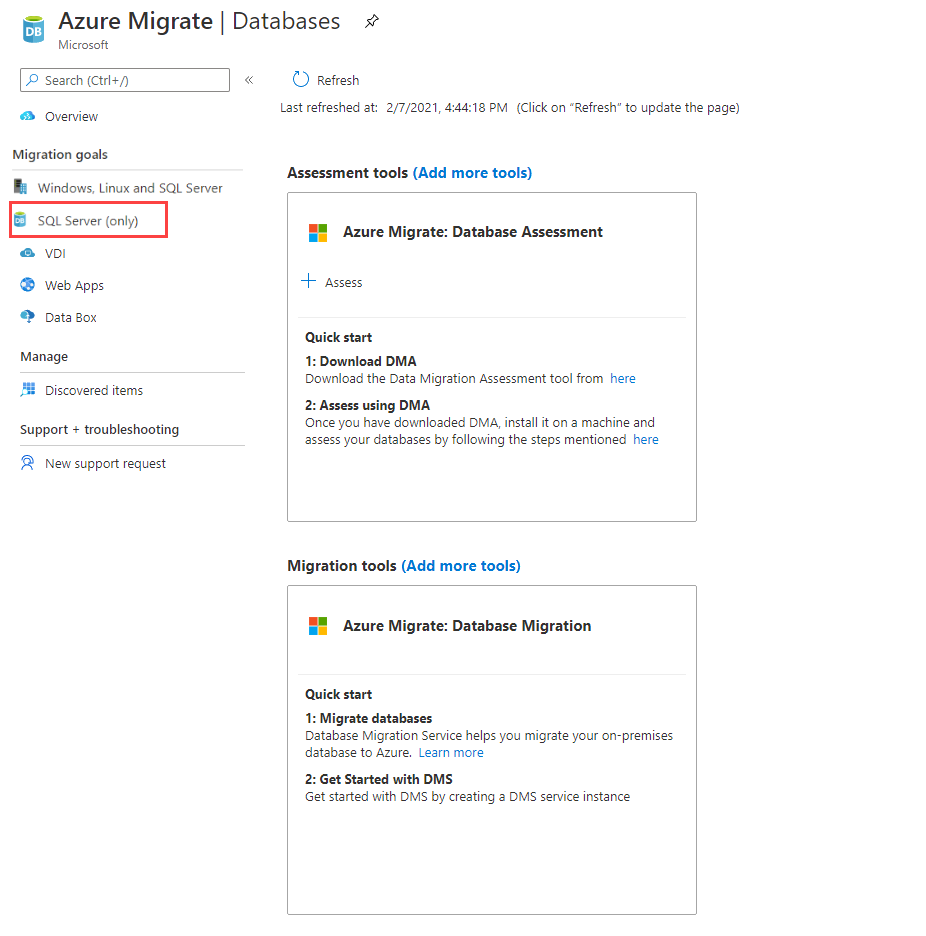 Azure Migrate | Databases
Microsoft
Search (Ctrl+/)
«
Overview
Migration goals
Windows, Linux and SQL Server
DB SQL Server (only)
VDI
Web Apps
Data Box
Manage
Discovered items
Support + troubleshooting
New support request
Refresh
Last refreshed at: 2/7/2021, 4:44:18 PM (Click on “Refresh” to update the page)
Assessment tools (Add more tools)
Azure Migrate: Database Assessment
+ Assess
Quick start
1: Download DMA
Download the Data Migration Assessment tool from here
2: Assess using DMA
Once you have downloaded DMA, install it on a machine and
assess your databases by following the steps mentioned here
Migration tools (Add more tools)
Azure Migrate: Database Migration
Quick start
1: Migrate databases
Database Migration Service helps you migrate your on-premises
database to Azure. Learn more
2: Get Started with DMS
Get started with DMS by creating a DMS service instance